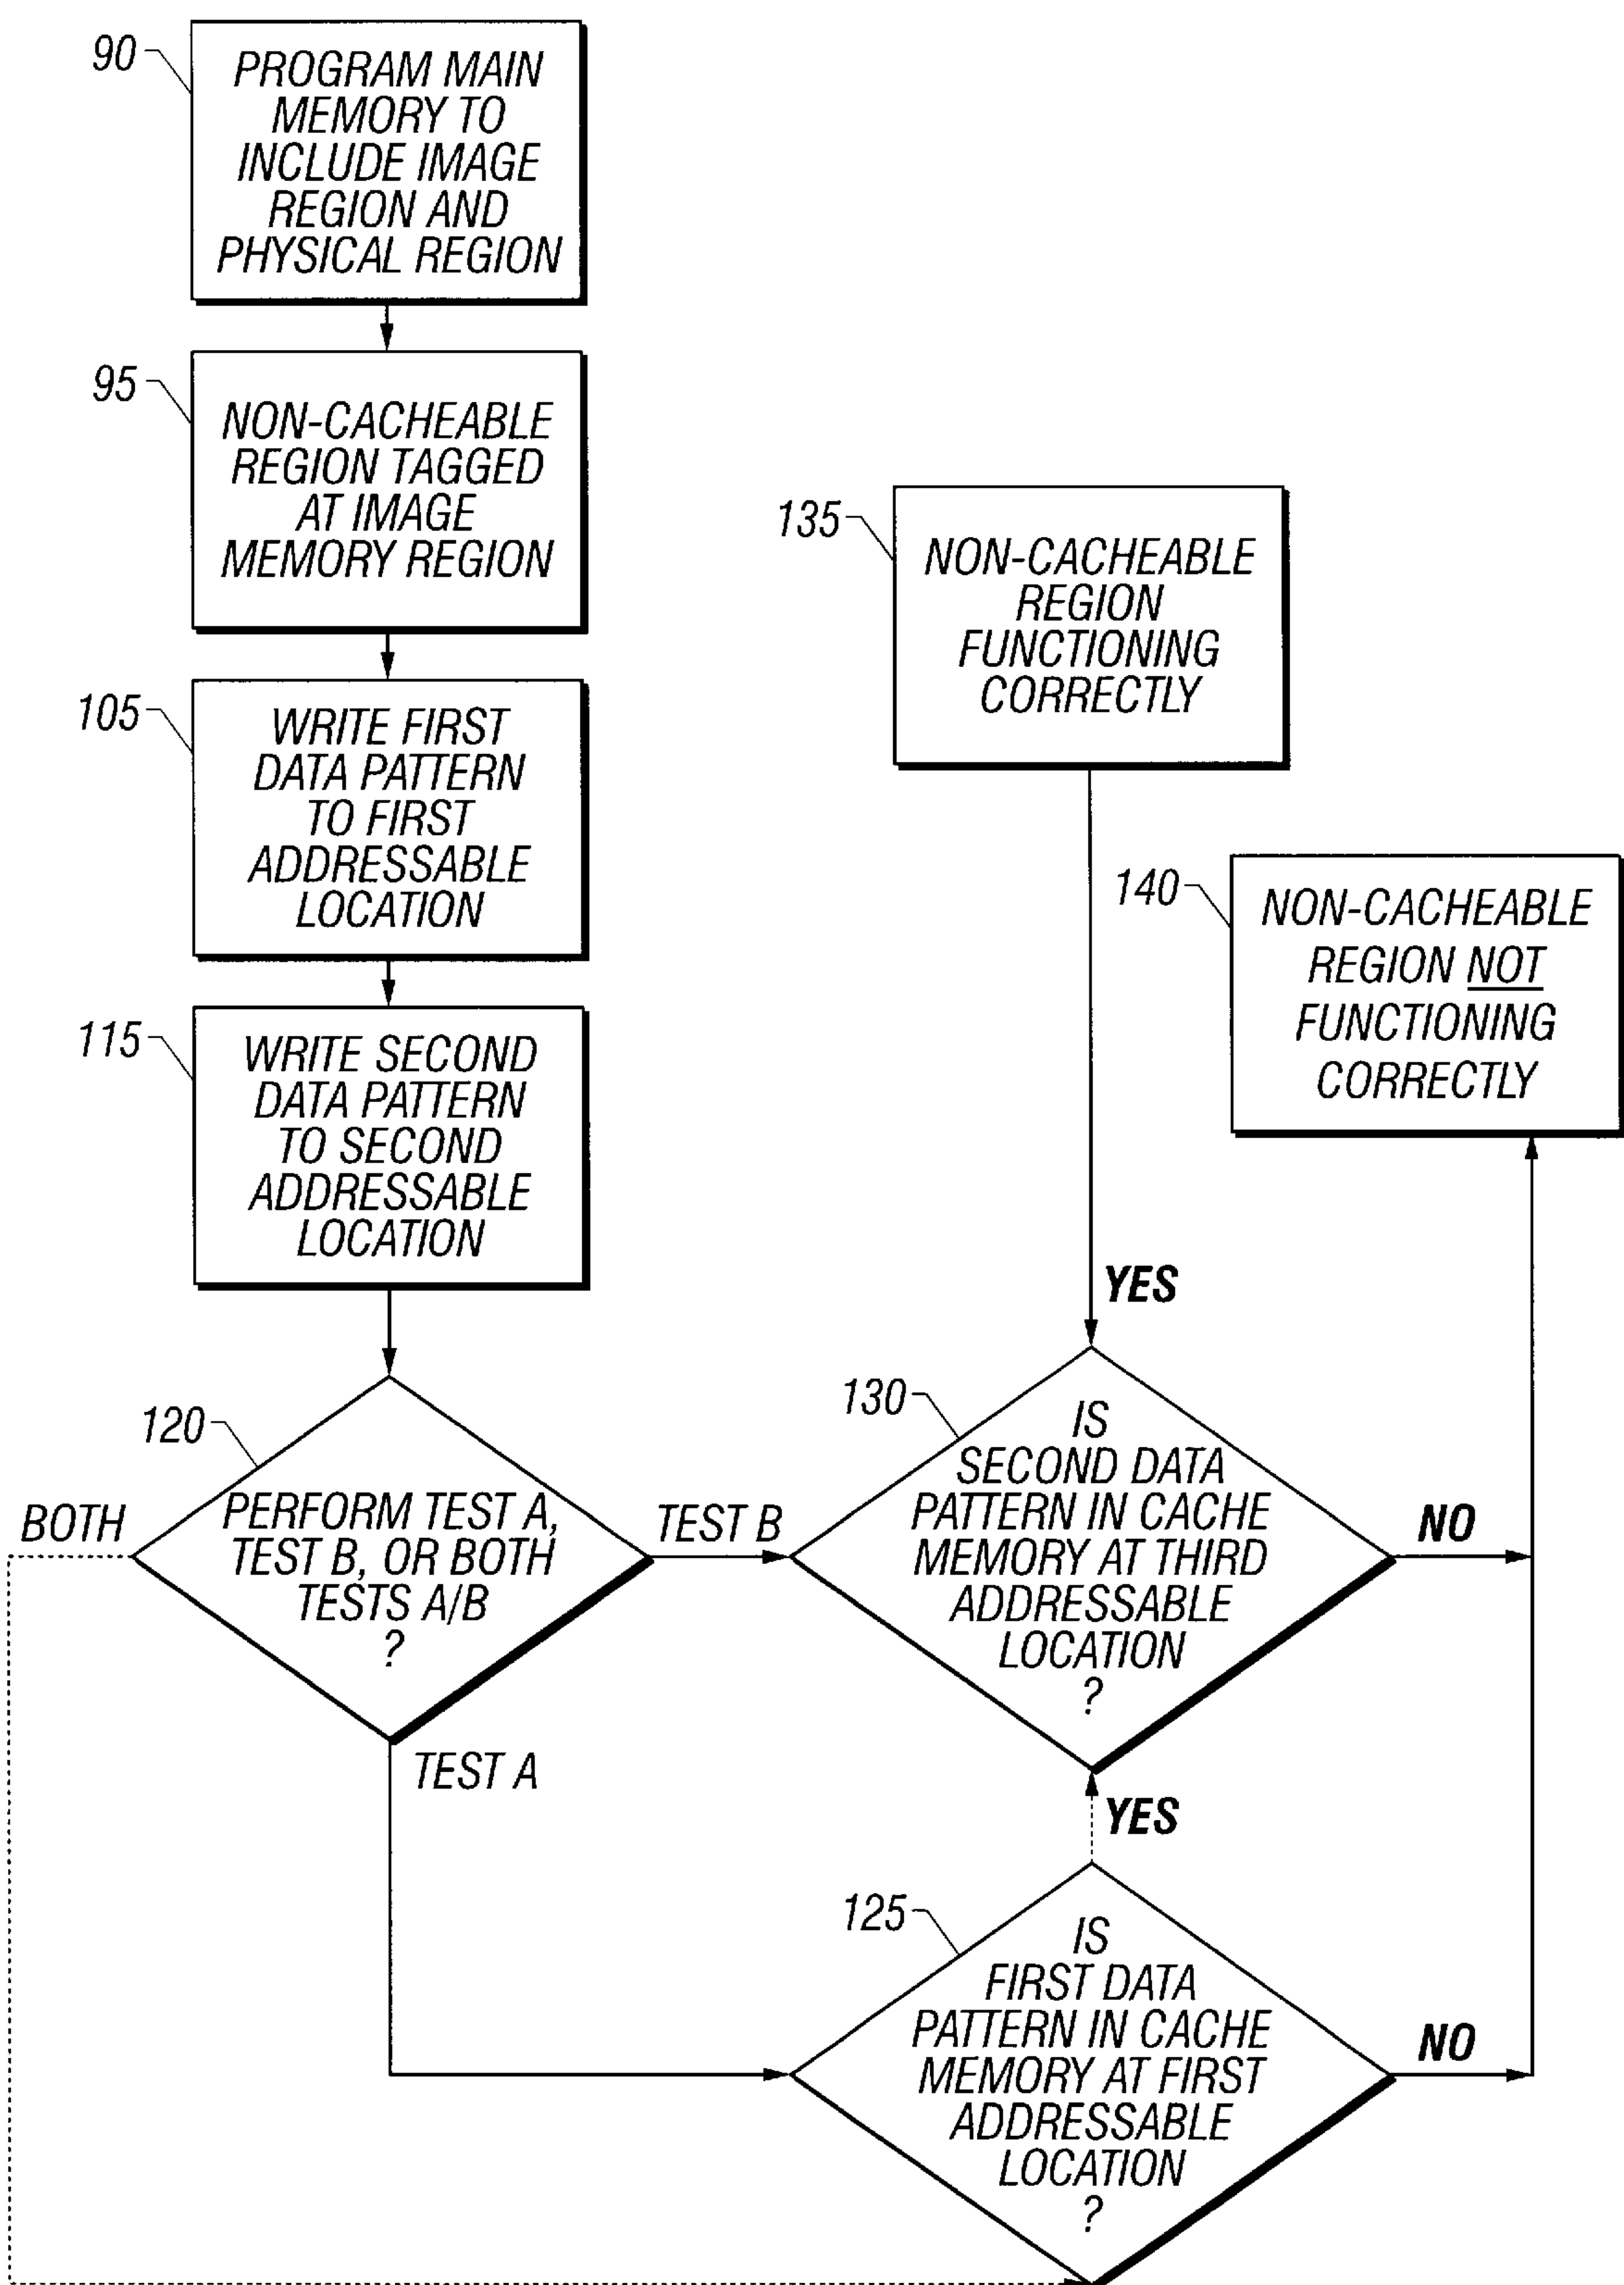 90
PROGRAM MAIN
MEMORY TO
INCLUDE IMAGE
REGION AND
PHYSICAL REGION
95
NON-CACHEABLE
REGION TAGGED
AT IMAGE
MEMORY REGION
105
WRITE FIRST
DATA PATTERN
TO FIRST
ADDRESSABLE
LOCATION
115
WRITE SECOND
DATA PATTERN
TO SECOND
ADDRESSABLE
LOCATION
120
PERFORM TEST A,
TEST B, OR BOTH
TESTS A/B
?
BOTH
TEST B
TEST A
135
NON-CACHEABLE
REGION
FUNCTIONING
CORRECTLY
140
NON-CACHEABLE
REGION NOT
FUNCTIONING
CORRECTLY
YES
130
IS
SECOND DATA
PATTERN IN CACHE
MEMORY AT THIRD
ADDRESSABLE
LOCATION
?
NO
YES
125
IS
FIRST DATA
PATTERN IN CACHE
MEMORY AT FIRST
ADDRESSABLE
LOCATION
?
NO